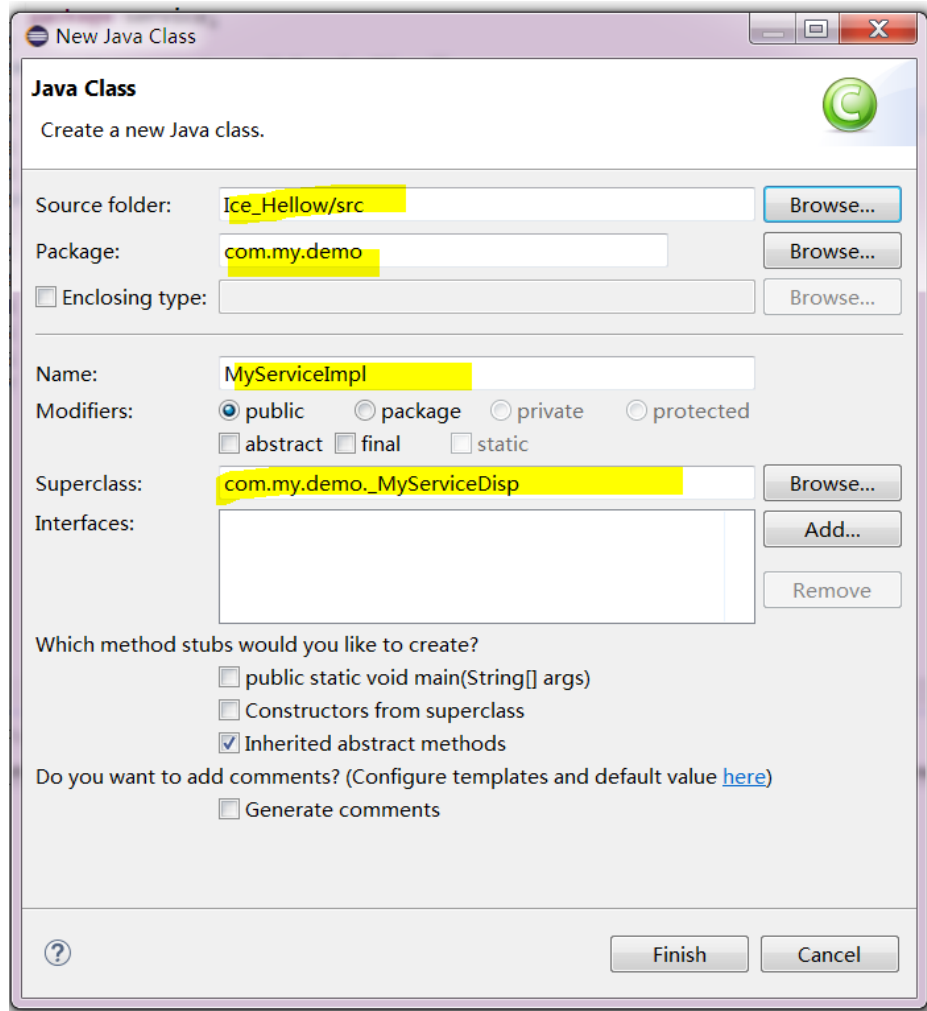 New Java Class
Java Class
Create a new Java class.
Source folder: Ice_Hellow/src Browse...
Package: com.my.demo Browse...
Enclosing type: Browse...
Name: MyServiceImpl
Modifiers: public package private protected
abstract final static
Superclass: com.my.demo._MyServiceDisp Browse...
Interfaces: Add...
Remove
Which method stubs would you like to create?
public static void main(String[] args)
Constructors from superclass
Inherited abstract methods
Do you want to add comments? (Configure templates and default value here)
Generate comments
? Finish Cancel